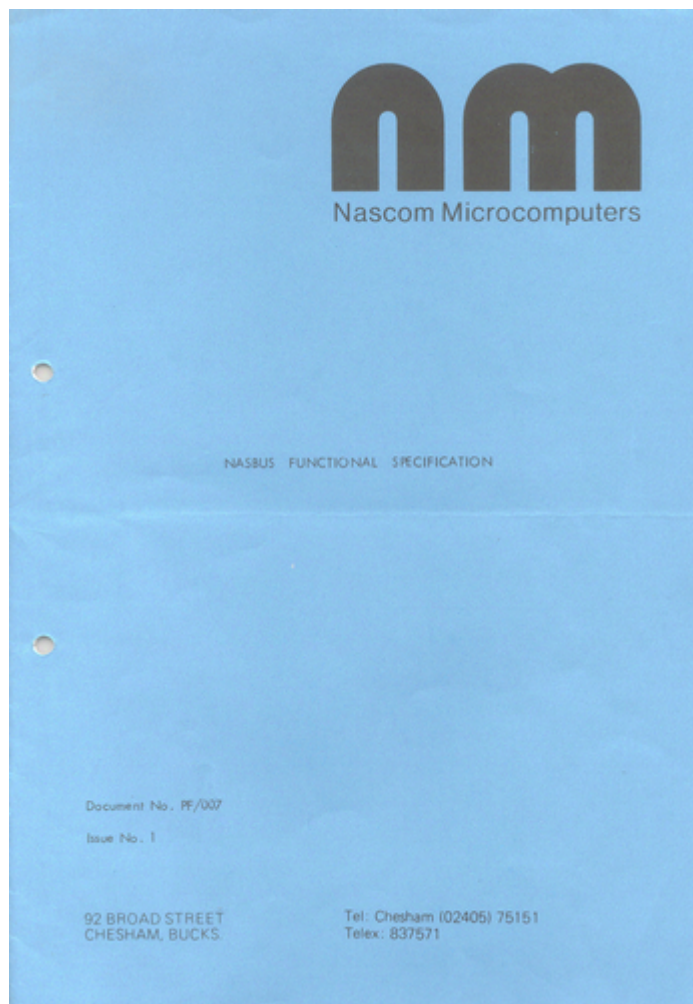 nm
Nascom Microcomputers
NASBUS FUNCTIONAL SPECIFICATION
Document No. PF/007
Issue No. 1
92 BROAD STREET
CHESHAM, BUCKS.
Tel: Chesham (02405) 75151
Telex: 837571